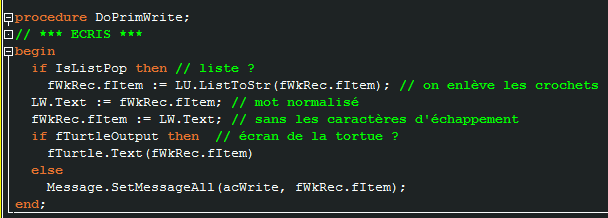 procedure DoPrimWrite;
// *** ECRIS ***
begin
if IsListPop then // liste ?
fWkRec.fItem := LU.ListToStr(fWkRec.fItem); // on enlève les crochets
LW.Text := fWkRec.fItem; // mot normalisé
fWkRec.fItem := LW.Text; // sans les caractères d'échappement
if fTurtleOutput then // écran de la tortue ?
fTurtle.Text(fWkRec.fItem)
else
Message.SetMessageAll(acWrite, fWkRec.fItem);
end;